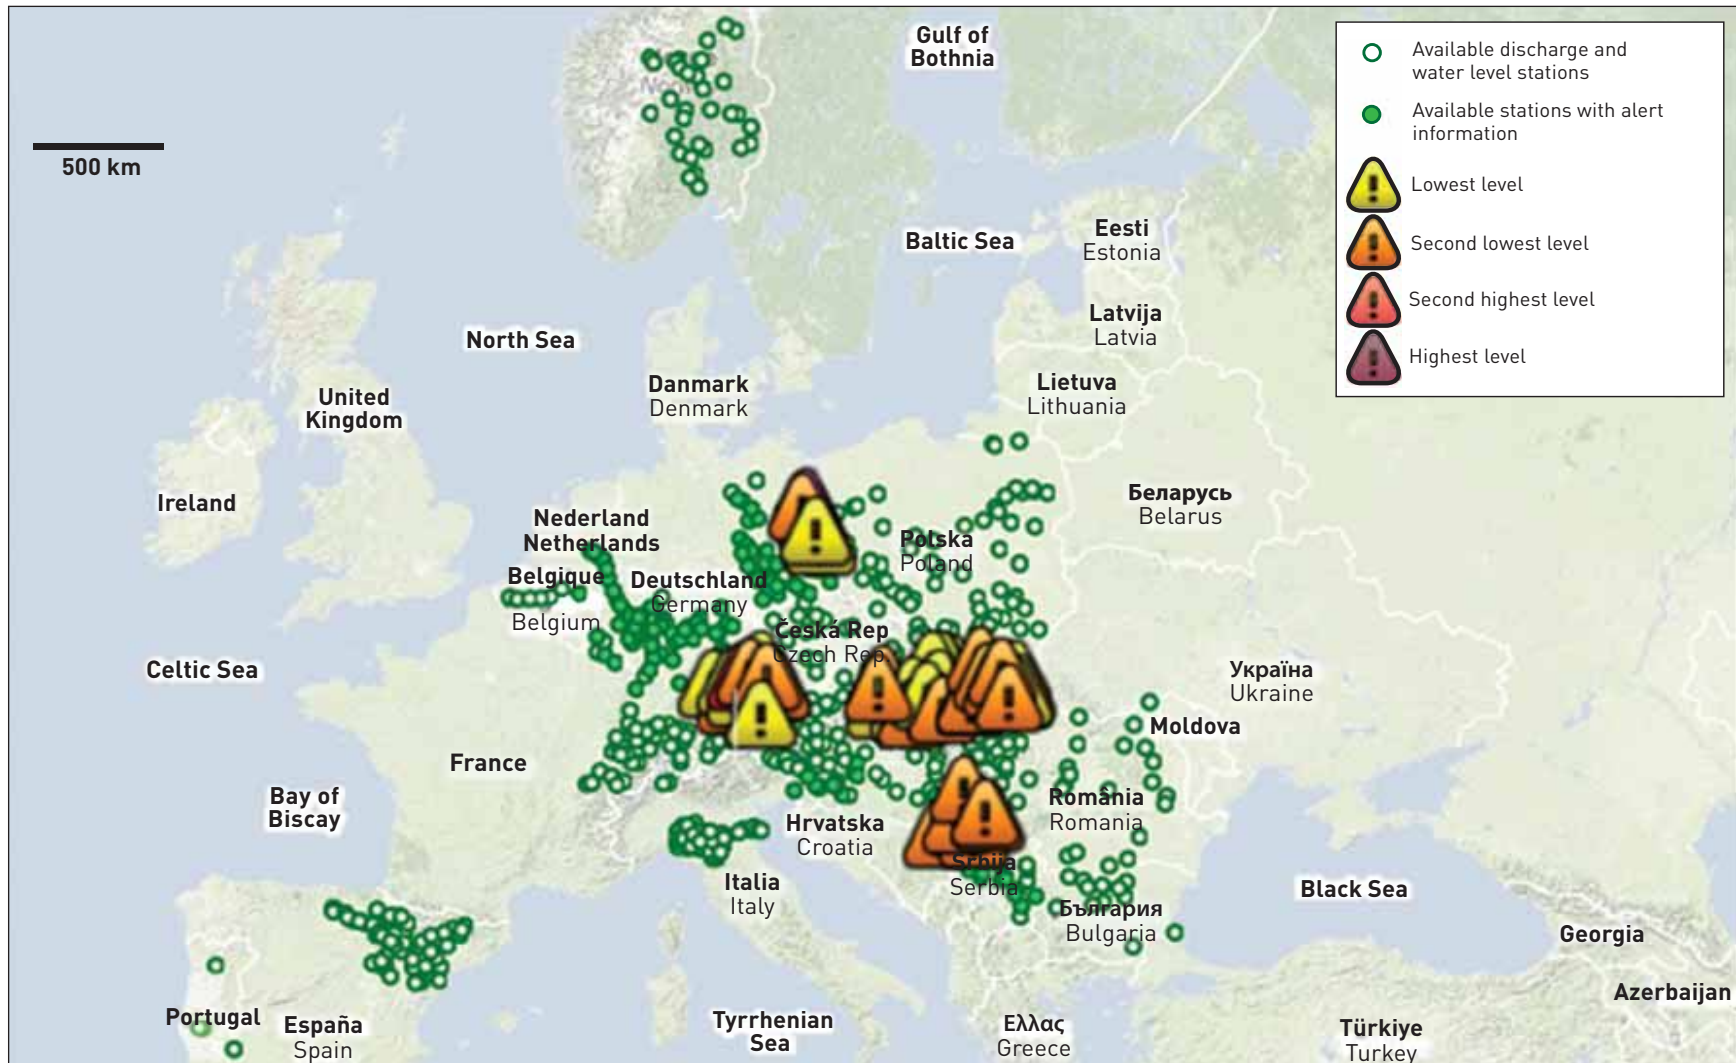 Gulf of
Bothnia
Available discharge and
water level stations
Available stations with alert
information
500 km
Lowest level
Second lowest level
Second highest level
Highest level
Eesti
Estonia
Baltic Sea
Latvija
Latvia
North Sea
Danmark
Denmark
Lietuva
Lithuania
United
Kingdom
Ireland
Беларусь
Belarus
Nederland
Netherlands
Polska
Poland
Belgique
Belgium
Deutschland
Germany
Česká Rep
Czech Rep.
Celtic Sea
Україна
Ukraine
Moldova
France
Bay of
Biscay
România
Romania
Hrvatska
Croatia
Italia
Italy
Srbija
Serbia
Black Sea
България
Bulgaria
Georgia
Azerbaijan
Portugal
España
Spain
Tyrrhenian
Sea
Ελλας
Greece
Türkiye
Turkey